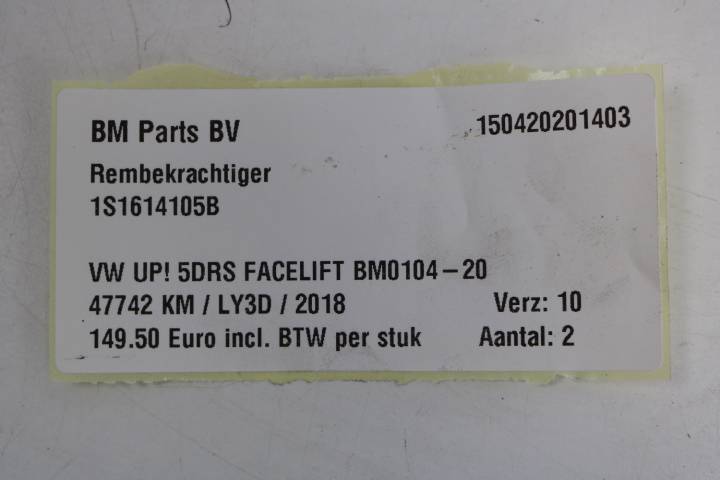 BM Parts BV 150420201403
Rembekrachtiger
1S1614105B
VW UP! 5DRS FACELIFT BM0104-20
47742 KM / LY3D / 2018 Verz: 10
149.50 Euro incl. BTW per stuk Aantal: 2